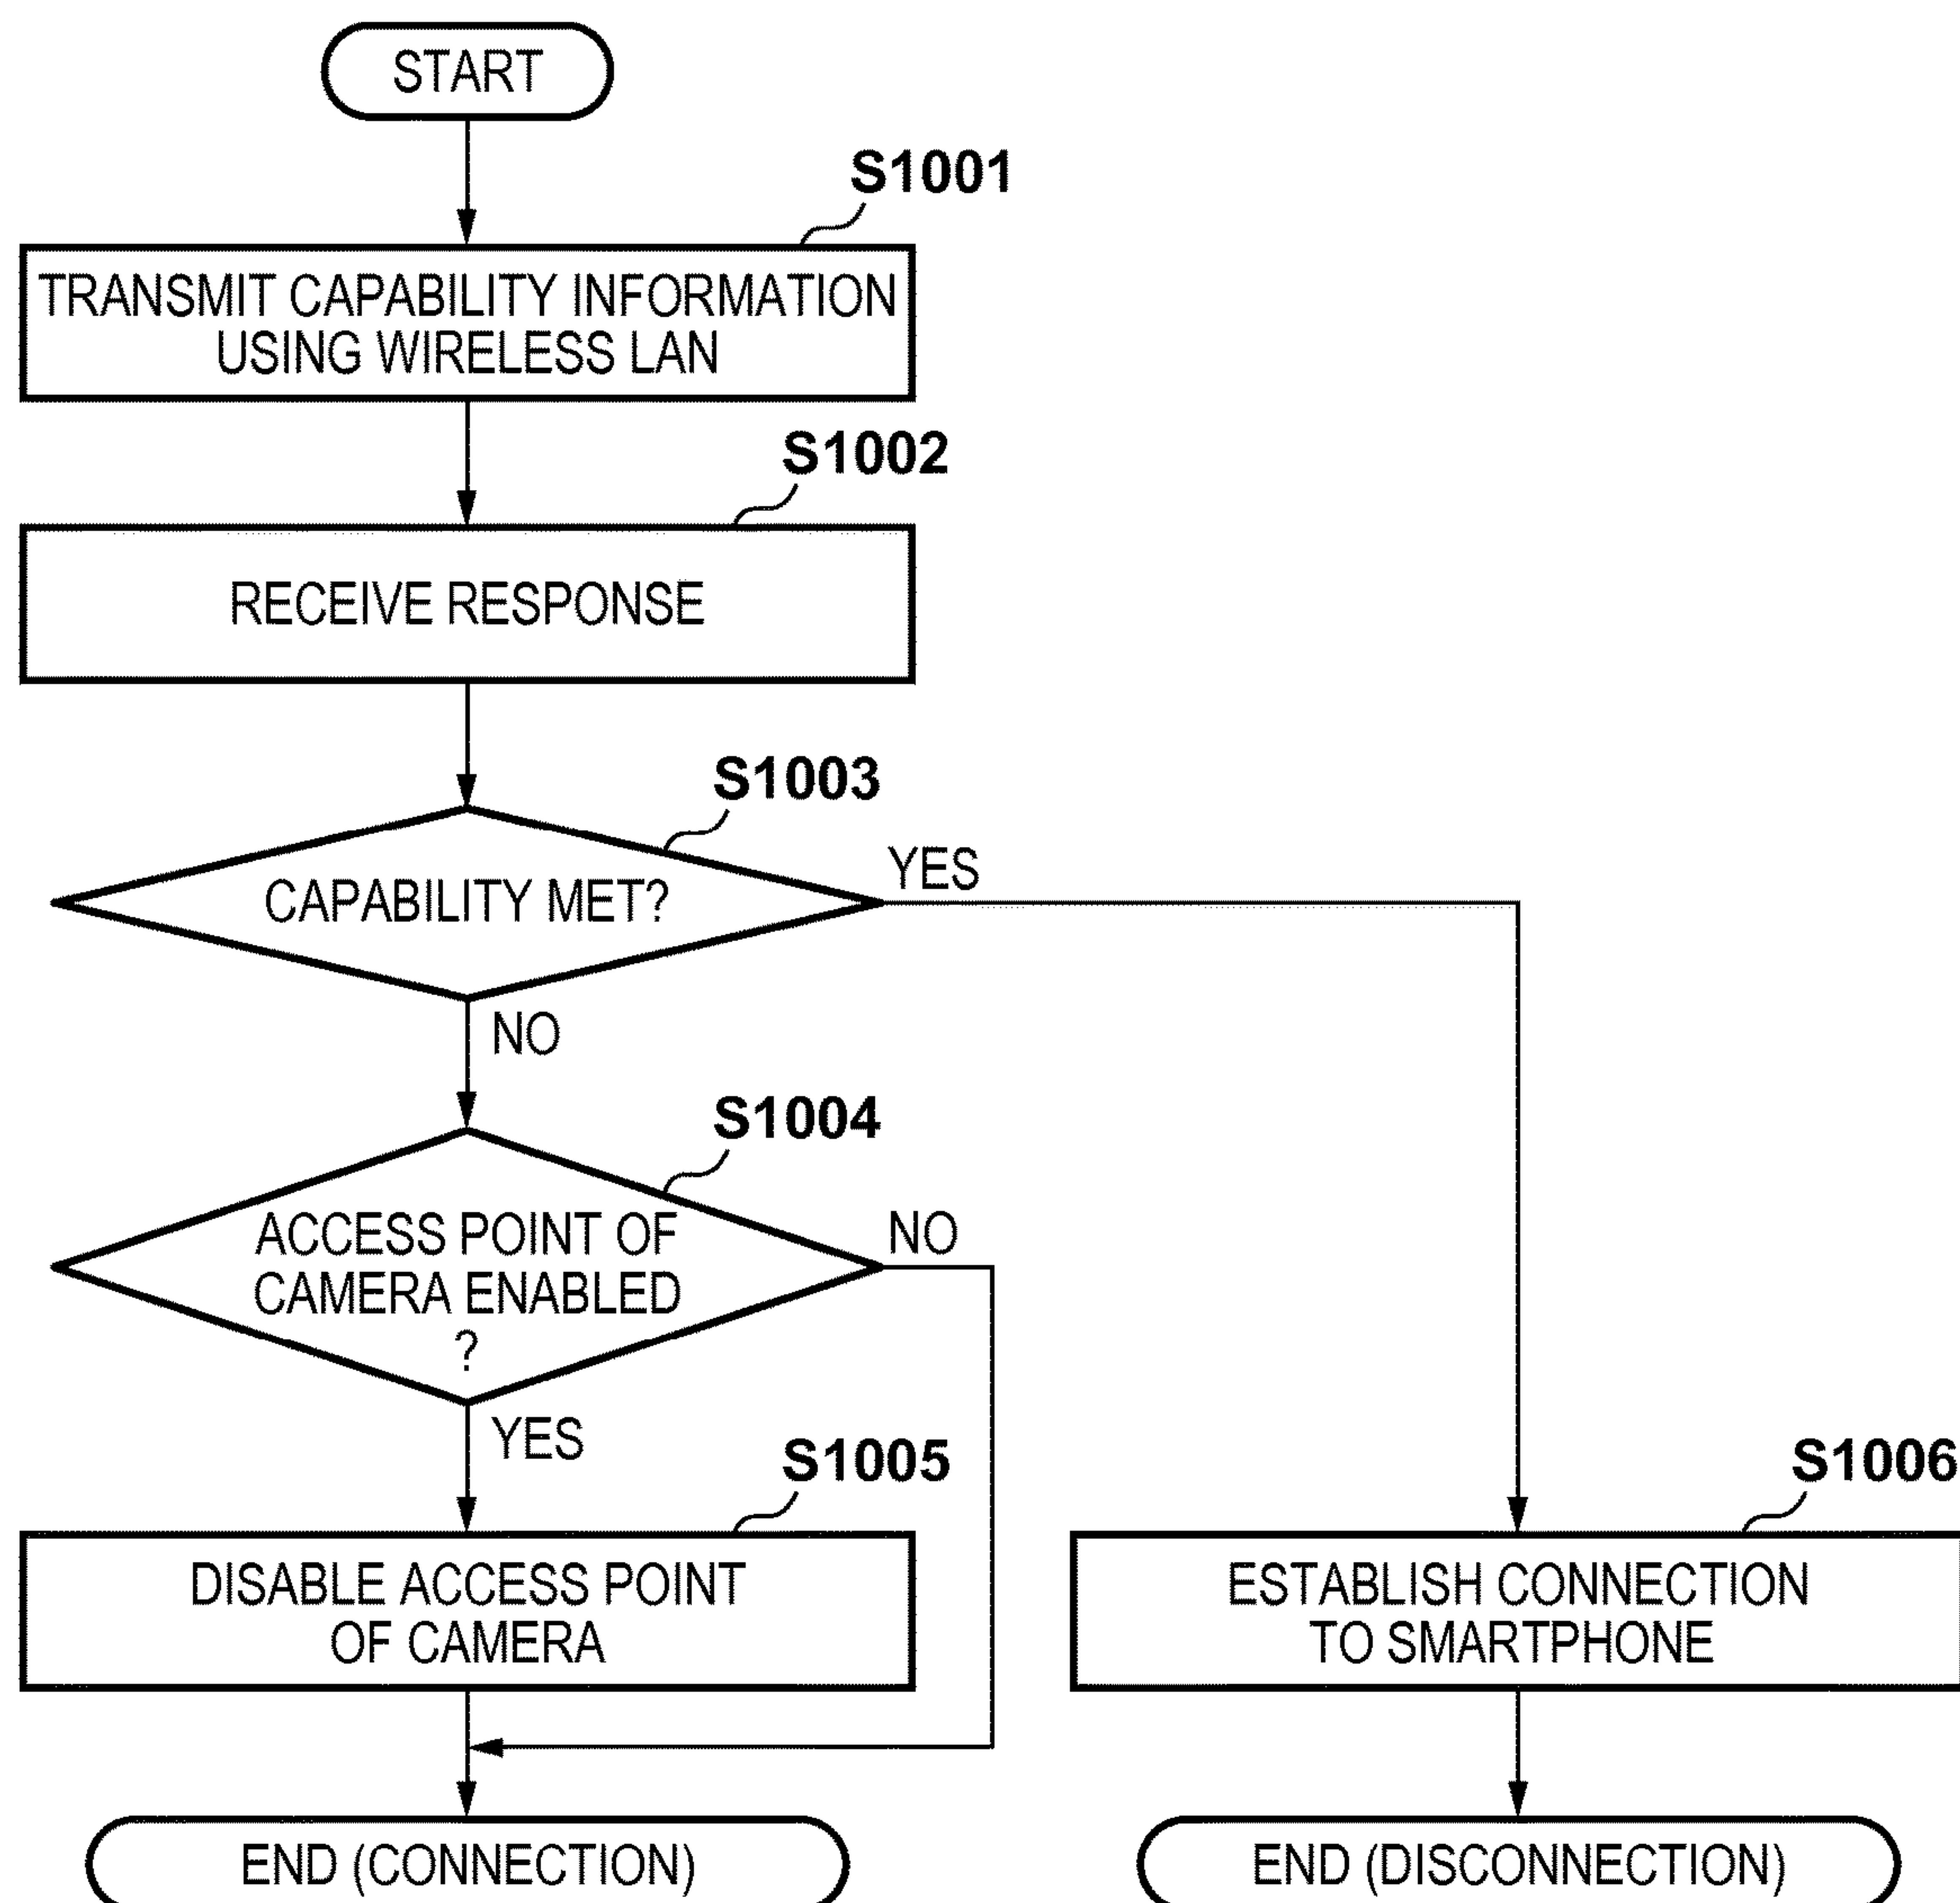 START
S1001
TRANSMIT CAPABILITY INFORMATION
USING WIRELESS LAN
S1002
RECEIVE RESPONSE
S1003
CAPABILITY MET?
YES
NO
S1004
ACCESS POINT OF
CAMERA ENABLED
?
NO
YES
S1005
DISABLE ACCESS POINT
OF CAMERA
S1006
ESTABLISH CONNECTION
TO SMARTPHONE
END (CONNECTION)
END (DISCONNECTION)